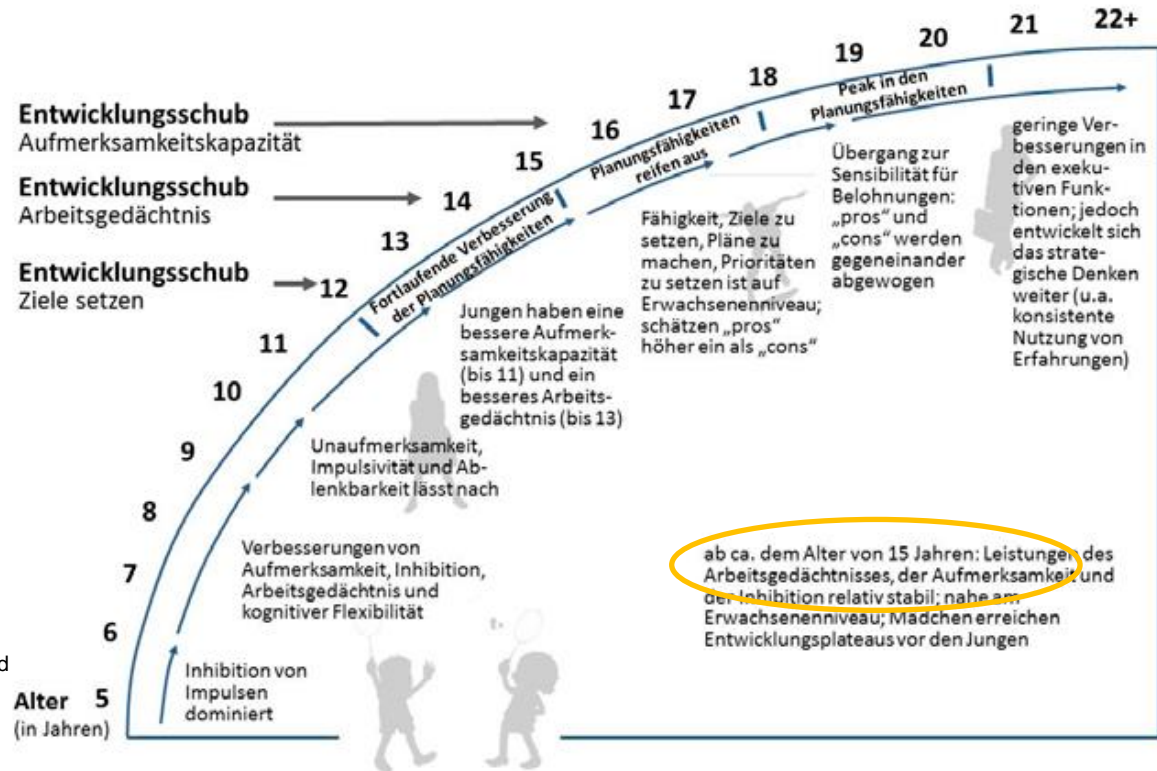 Entwicklungsschub
Aufmerksamkeitskapazität
Entwicklungsschub
Arbeitsgedächtnis
Entwicklungsschub
Ziele setzen
d
Alter
(in Jahren)
5
6
7
8
9
10
11
12
13
14
15
16
17
18
19
20
21
22+
Fortlaufende Verbesserung
der Planungsfähigkeiten
Planungsfähigkeiten
reifen aus
Peak in den
Planungsfähigkeiten
Inhibition von
Impulsen
dominiert
Verbesserungen von
Aufmerksamkeit, Inhibition,
Arbeitsgedächtnis und
kognitiver Flexibilität
Unaufmerksamkeit,
Impulsivität und Ab-
lenkbarkeit lässt nach
Jungen haben eine
bessere Aufmerk-
samkeitskapazität
(bis 11) und ein
besseres Arbeits-
gedächtnis (bis 13)
Fähigkeit, Ziele zu
setzen, Pläne zu
machen, Prioritäten
zu setzen ist auf
Erwachsenenniveau;
schätzen „pros“
höher ein als „cons“
Übergang zur
Sensibilität für
Belohnungen:
„pros“ und
„cons“ werden
gegeneinander
abgewogen
geringe Ver-
besserungen in
den exeku-
tiven Funk-
tionen; jedoch
entwickelt sich
das strate-
gische Denken
weiter (u.a.
konsistente
Nutzung von
Erfahrungen)
ab ca. dem Alter von 15 Jahren: Leistungen des
Arbeitsgedächtnisses, der Aufmerksamkeit und
der Inhibition relativ stabil; nahe am
Erwachsenenniveau; Mädchen erreichen
Entwicklungsplateaus vor den Jungen